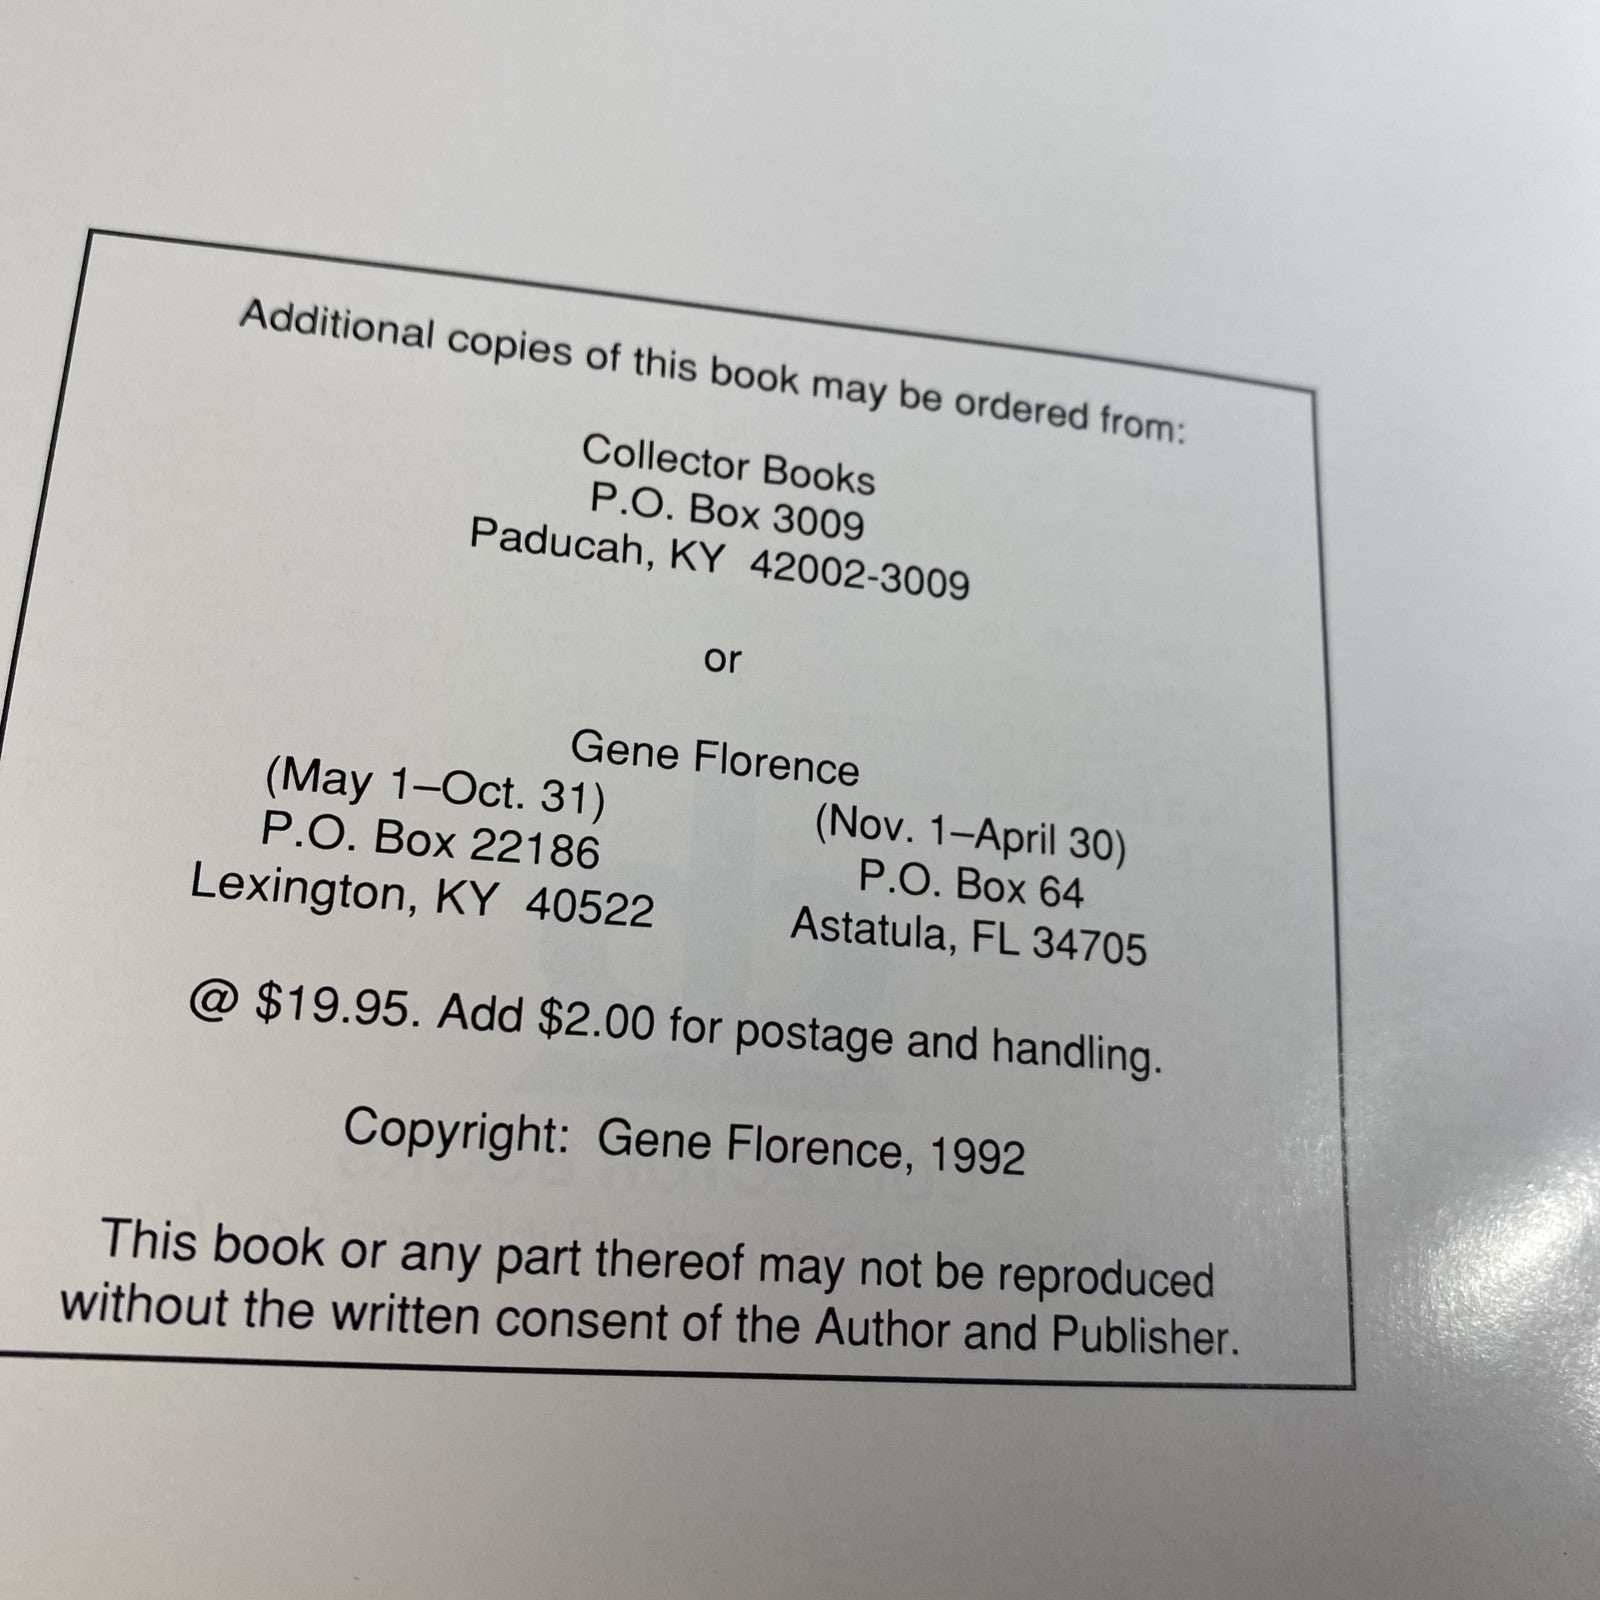 Additional copies of this book may be ordered from:
Collector Books
P.O. Box 3009
Paducah, KY 42002-3009
or
Gene Florence
(May 1–Oct. 31)
P.O. Box 22186
Lexington, KY 40522
(Nov. 1–April 30)
P.O. Box 64
Astatula, FL 34705
@ $19.95. Add $2.00 for postage and handling.
Copyright: Gene Florence, 1992
This book or any part thereof may not be reproduced
without the written consent of the Author and Publisher.